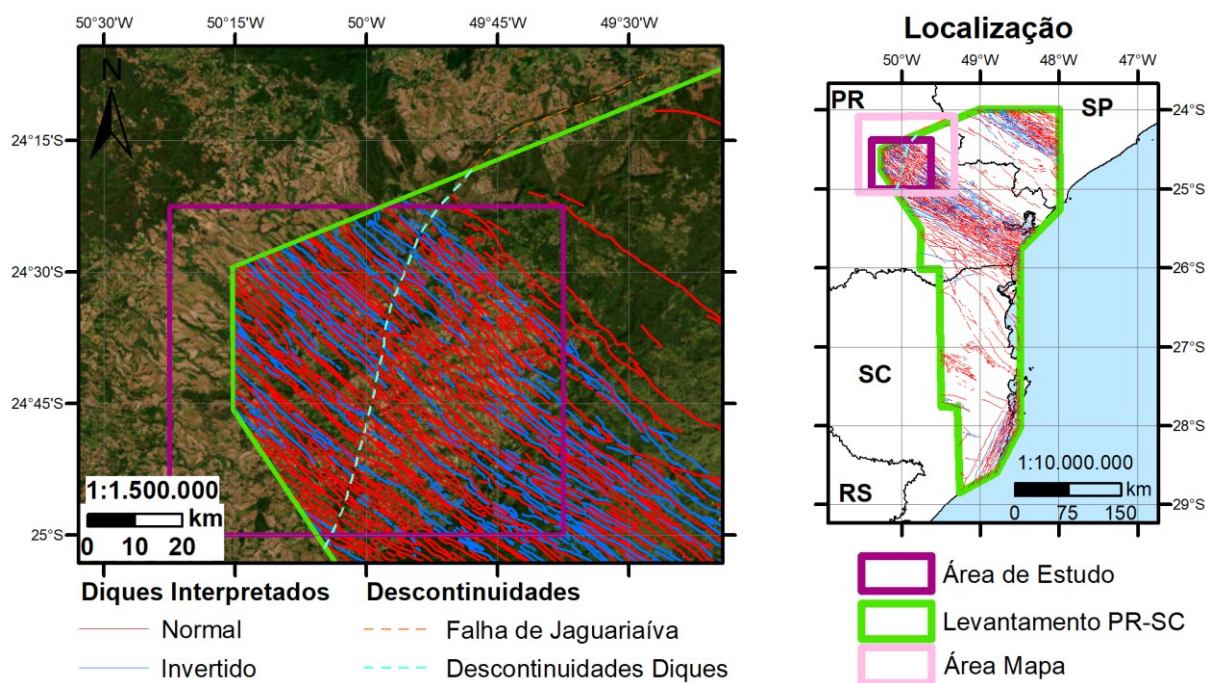 50°30'W 50°15'W 50°0'W 49°45'W 49°30'W
N
24°15'S
24°30'S
24°45'S
25°S
1:1.500.000
km
0 10 20
Diques Interpretados
Normal
Invertido
Descontinuidades
Falha de Jaguariaíva
Descontinuidades Diques
Localização
50°W 49°W 48°W 47°W
PR
SP
24°S
25°S
26°S
27°S
SC
28°S
1:10.000.000
km
RS
29°S
0 75 150
Área de Estudo
Levantamento PR-SC
Área Mapa